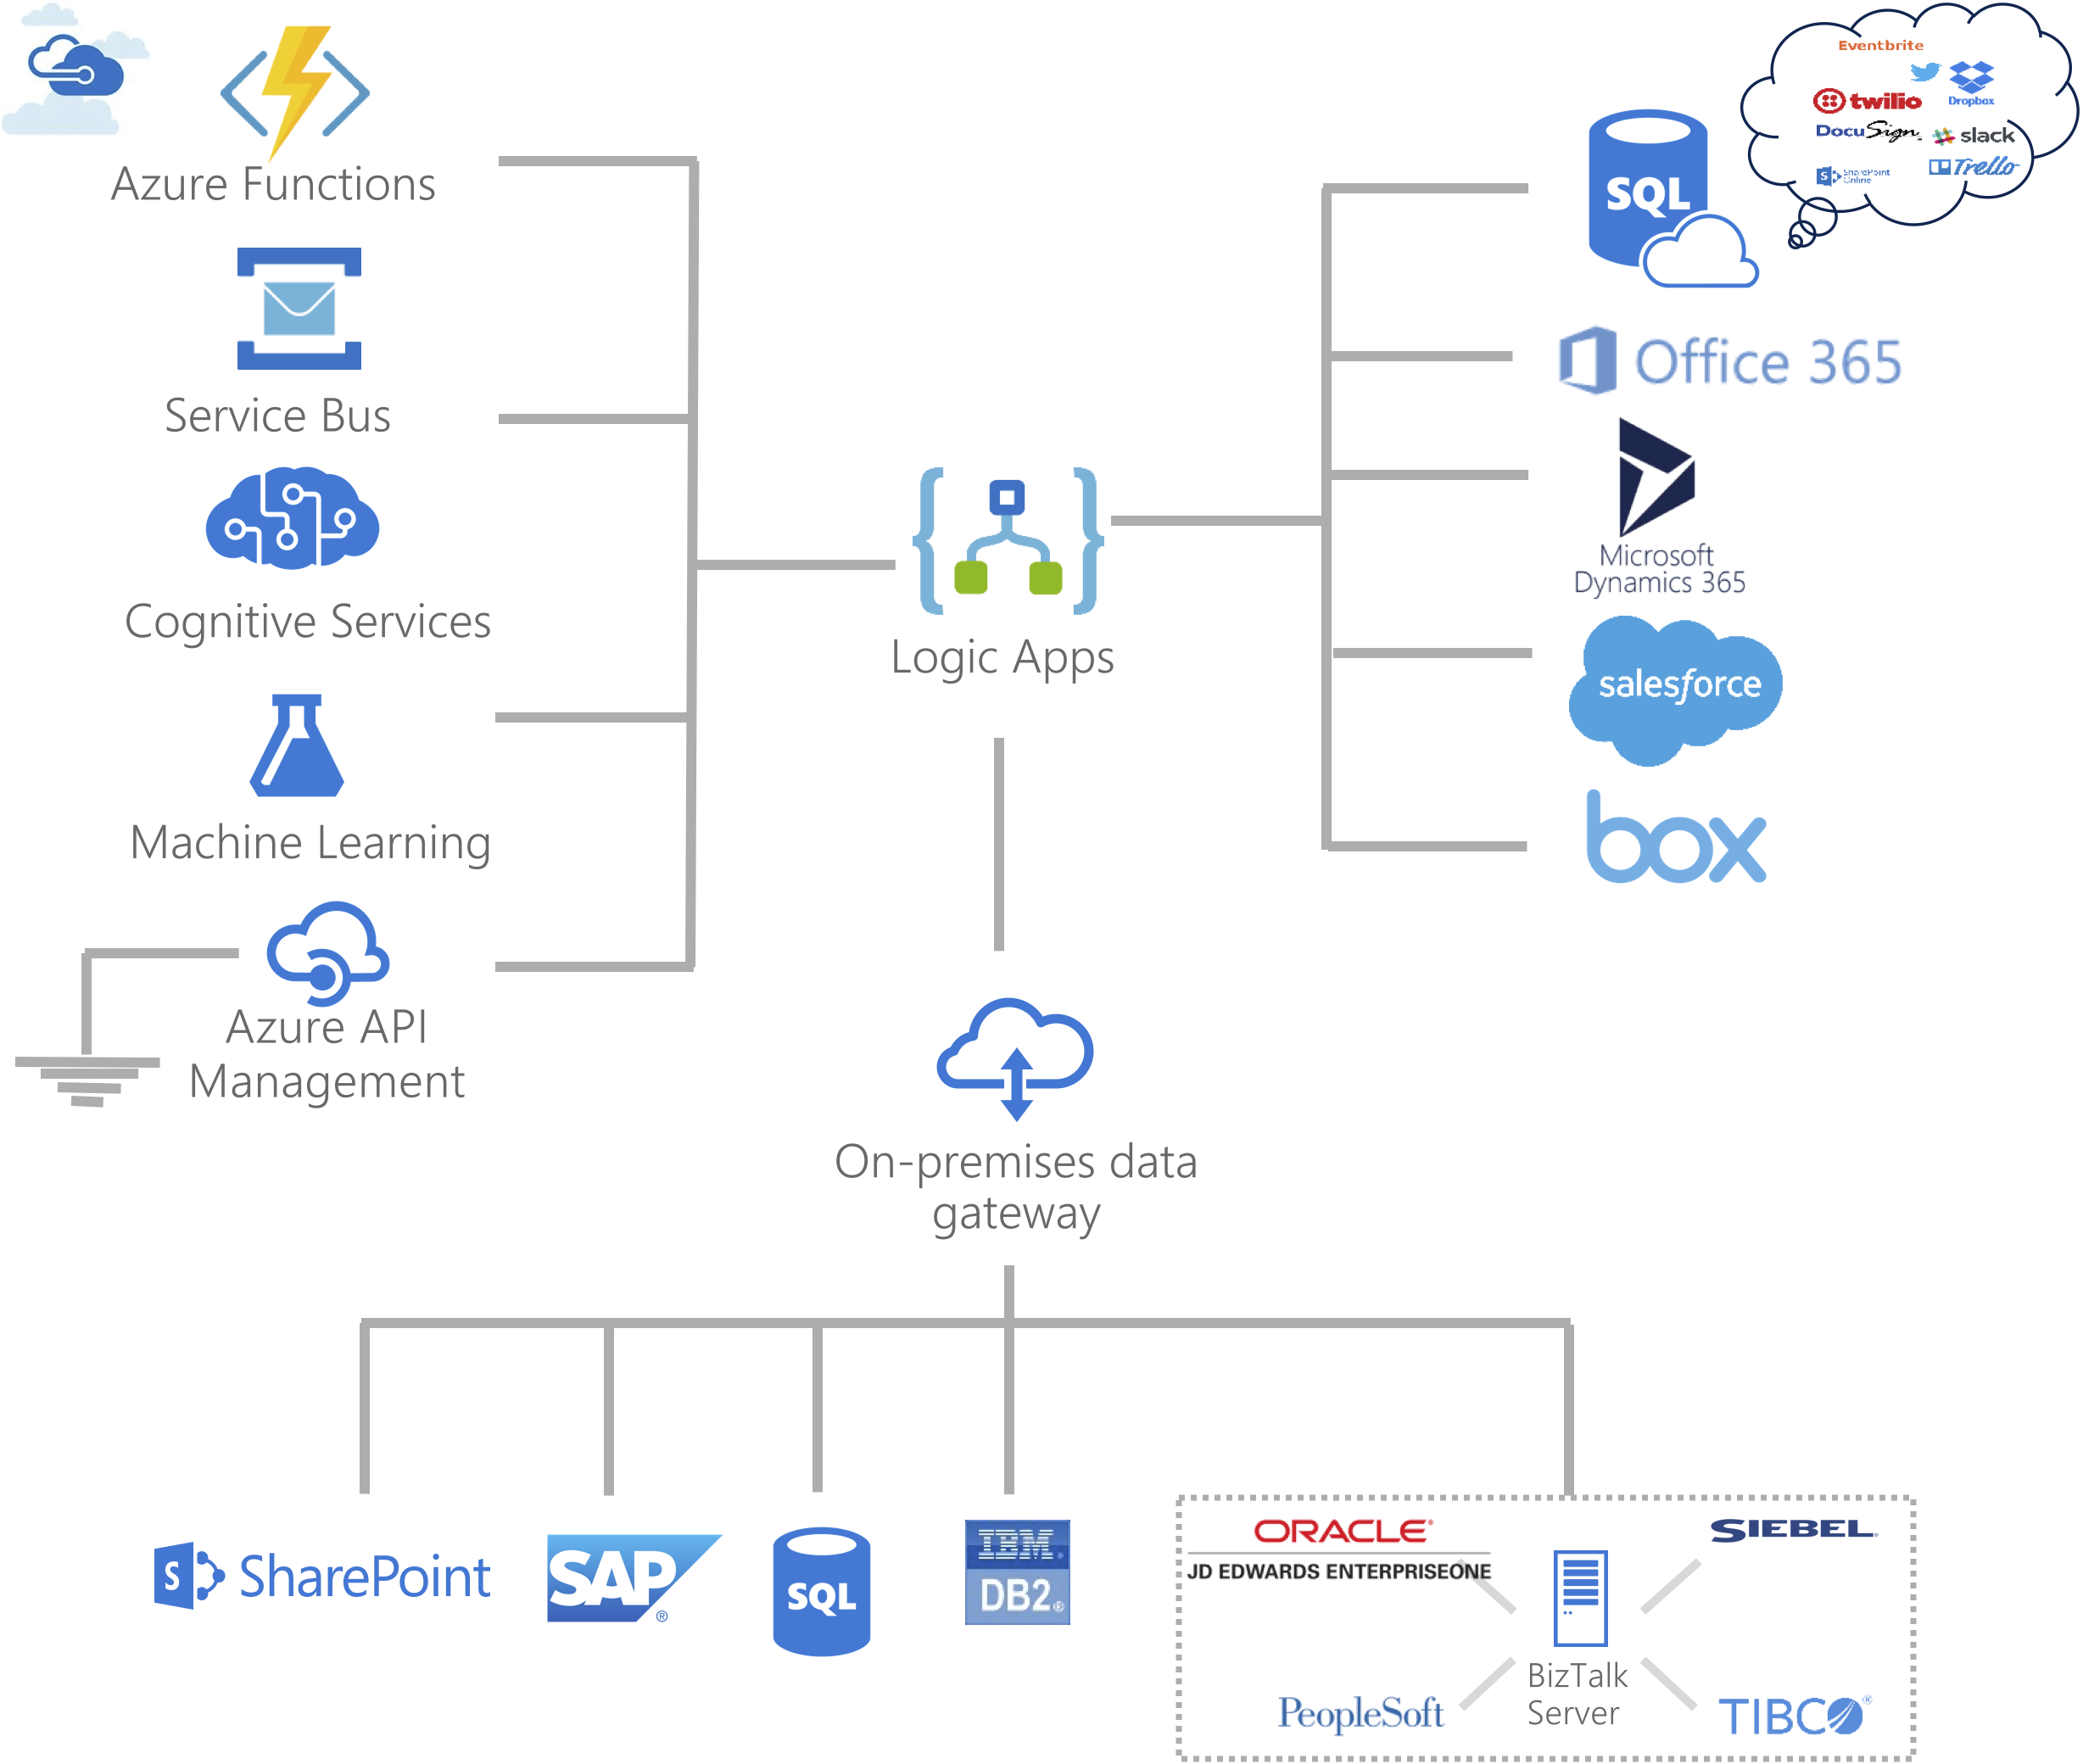 Azure Functions
Service Bus
Cognitive Services
Machine Learning
Azure API
Management
Logic Apps
On-premises data
gateway
Eventbrite
twilio
Dropbox
DocuSign
slack
S
SharePoint
Online
Trello
SQL
Office 365
Microsoft
Dynamics 365
salesforce
box
S SharePoint
SAP ®
SQL
IBM.
DB2®
ORACLE®
JD EDWARDS ENTERPRISEONE
SIEBEL.
BizTalk
Server
PeopleSoft
TIBCO®